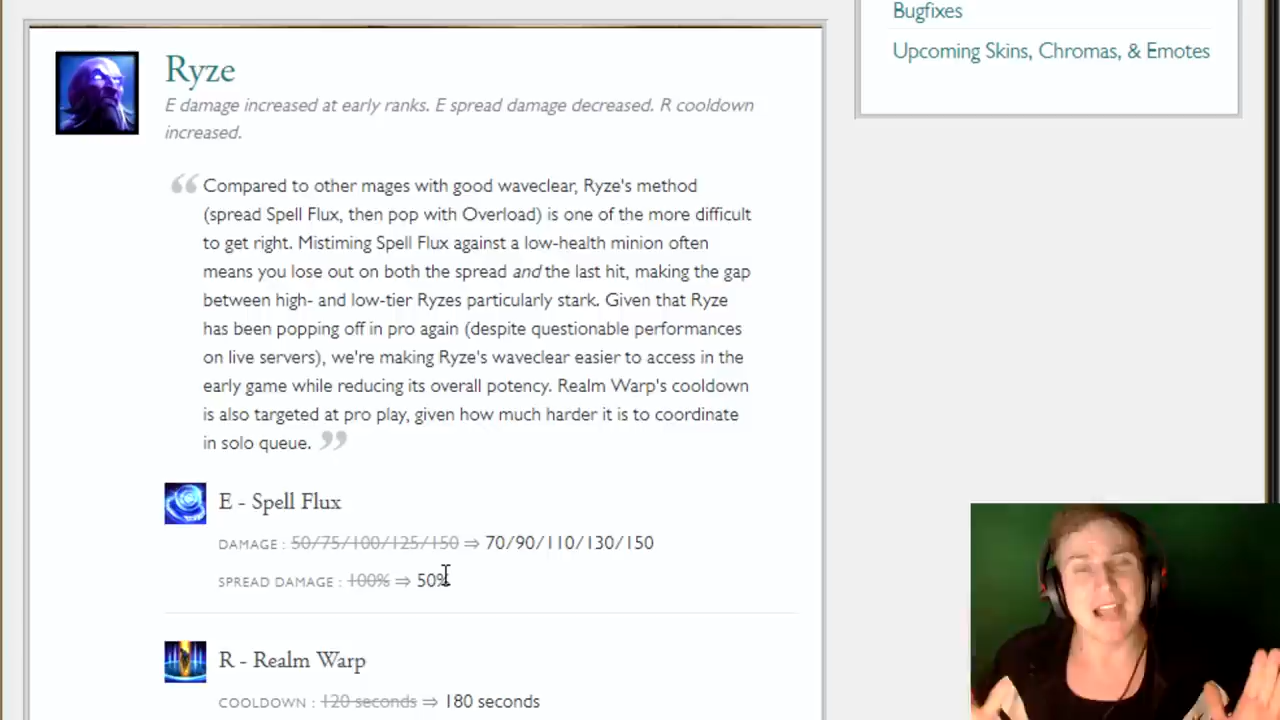 Bugfixes
Upcoming Skins, Chromas, & Emotes
Ryze
E damage increased at early ranks. E spread damage decreased. R cooldown
increased.
“ Compared to other mages with good waveclear, Ryze's method
(spread Spell Flux, then pop with Overload) is one of the more difficult
to get right. Mistiming Spell Flux against a low-health minion often
means you lose out on both the spread and the last hit, making the gap
between high- and low-tier Ryzes particularly stark. Given that Ryze
has been popping off in pro again (despite questionable performances
on live servers), we're making Ryze's waveclear easier to access in the
early game while reducing its overall potency. Realm Warp's cooldown
is also targeted at pro play, given how much harder it is to coordinate
in solo queue. ”
E - Spell Flux
DAMAGE : 50/75/100/125/150 ⇒ 70/90/110/130/150
SPREAD DAMAGE : 100% ⇒ 50%
R - Realm Warp
COOLDOWN : 120 seconds ⇒ 180 seconds